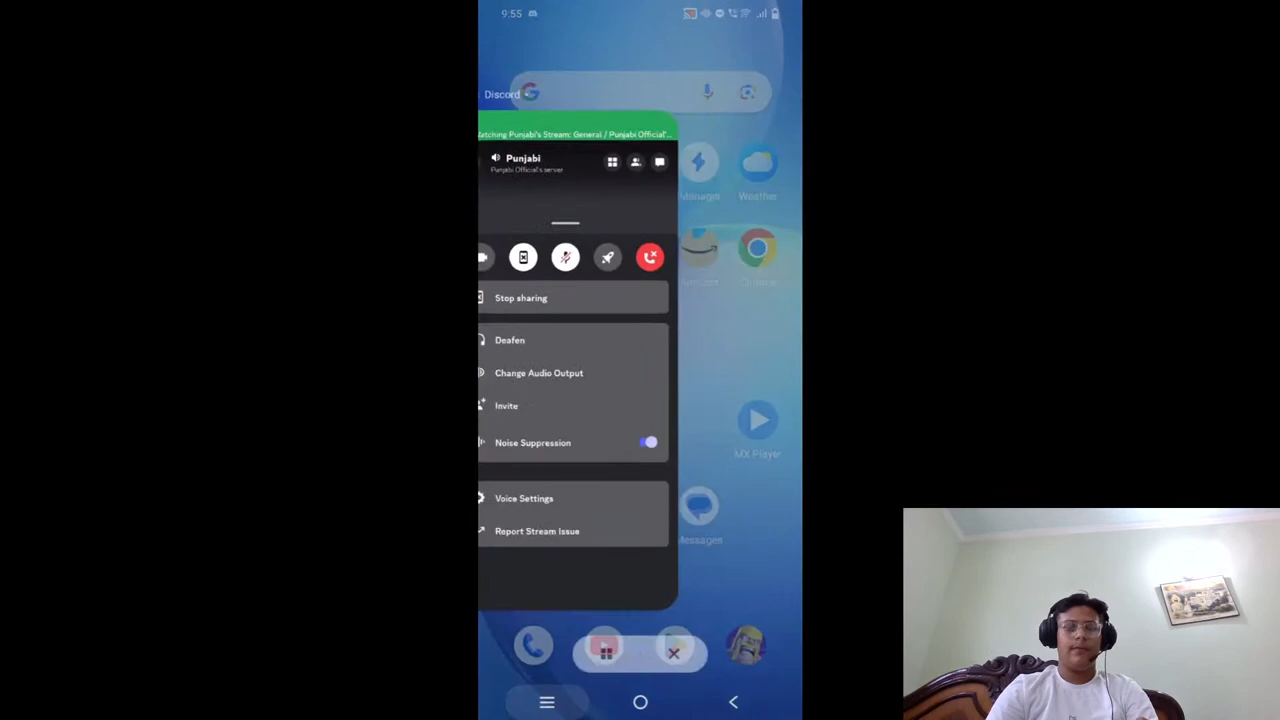 9:55
Discord
Watching Punjabi's Stream: General / Punjabi Official'...
Punjabi
Punjabi Official's server
Manager
Weather
Stop sharing
Deafen
Change Audio Output
Invite
Noise Suppression
MX Player
Voice Settings
Messages
Report Stream Issue